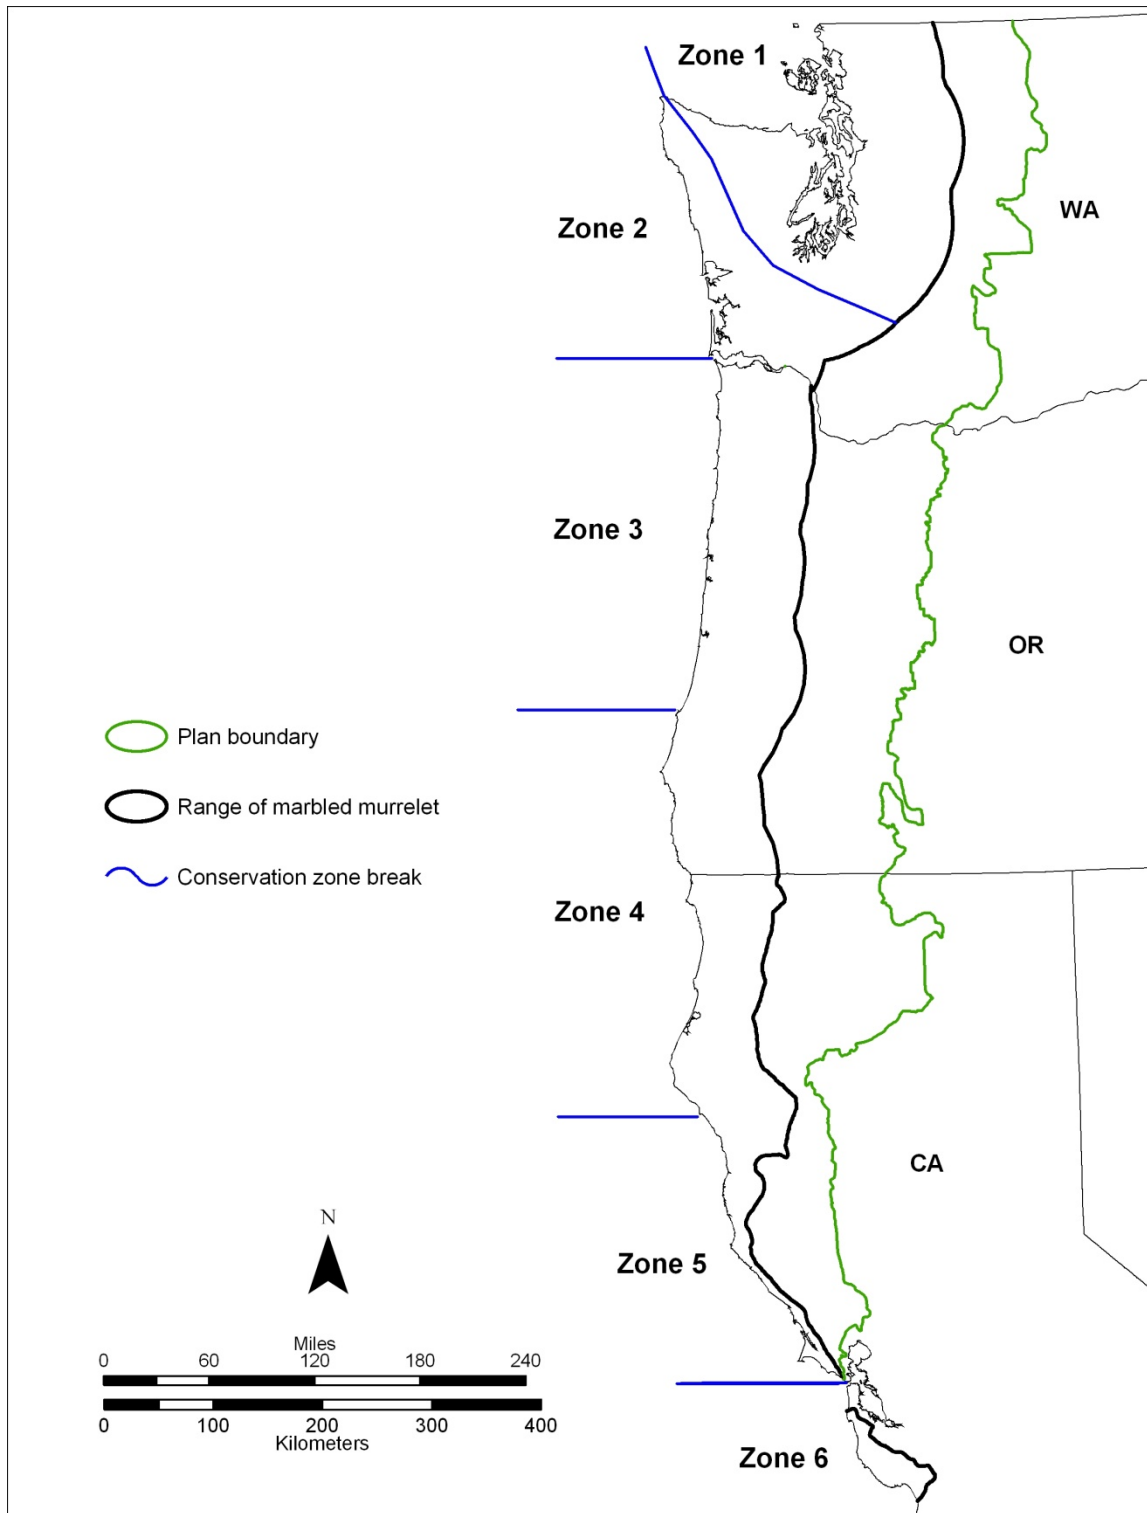 Zone 1
WA
Zone 2
Zone 3
OR
Plan boundary
Range of marbled murrelet
Conservation zone break
Zone 4
CA
N
Zone 5
Miles
0 60 120 180 240
0 100 200 300 400
Kilometers
Zone 6